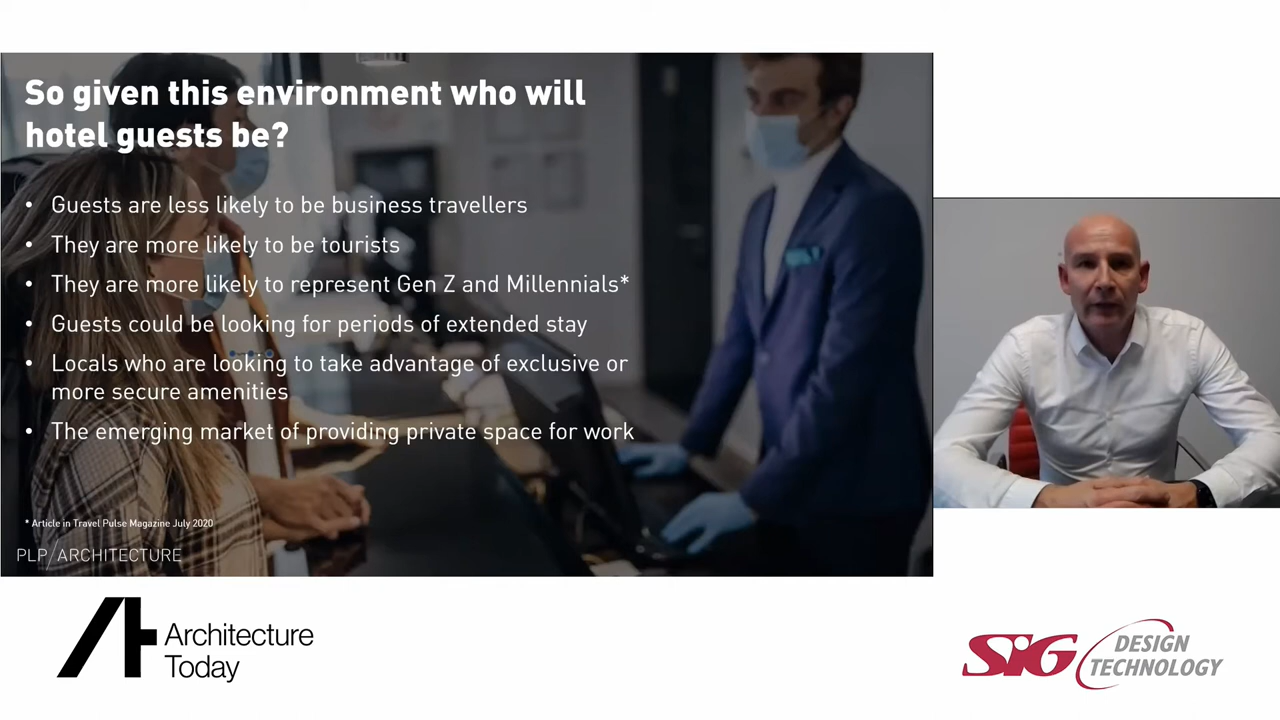 So given this environment who will
hotel guests be?
• Guests are less likely to be business travellers
• They are more likely to be tourists
• They are more likely to represent Gen Z and Millennials*
• Guests could be looking for periods of extended stay
• Locals who are looking to take advantage of exclusive or
more secure amenities
• The emerging market of providing private space for work
* Article in Travel Pulse Magazine July 2020
PLP/ARCHITECTURE
Architecture
Today
SIG
DESIGN
TECHNOLOGY